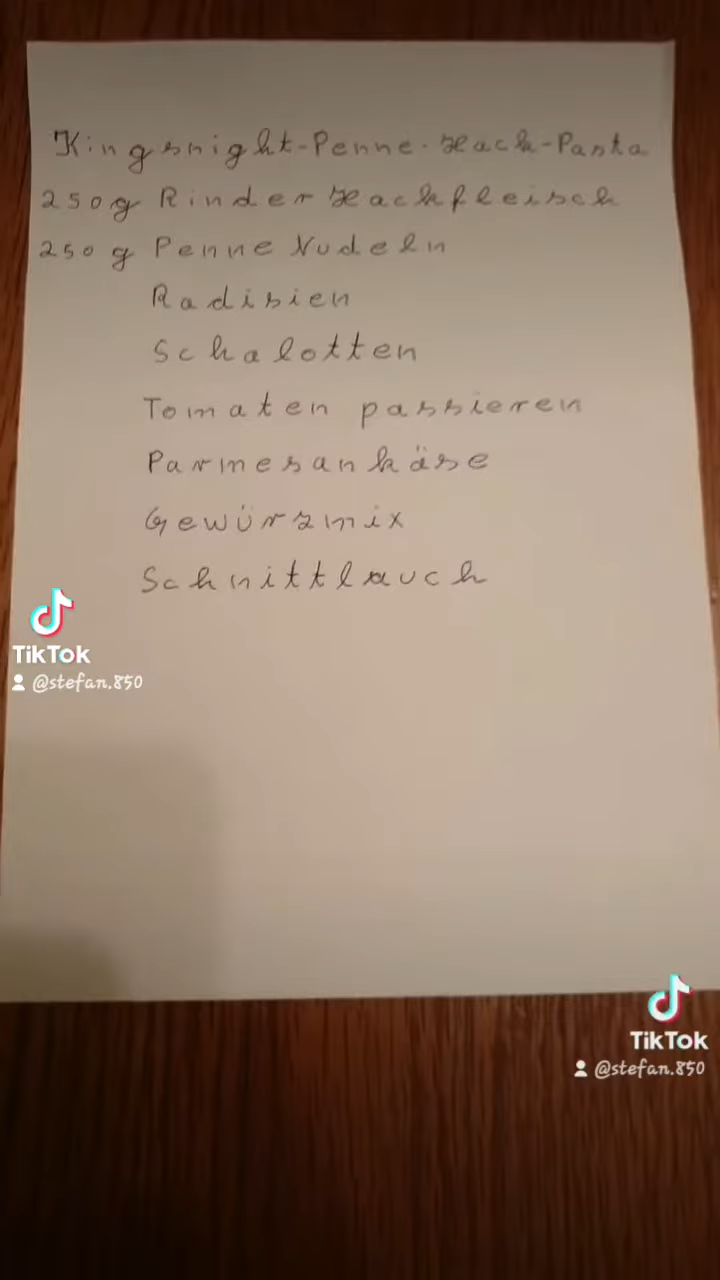 Kingsnight-Penne-Hack-Pasta
250g Rinder Hackfleisch
250g Penne Nudeln
Radisien
Schalotten
Tomaten passieren
Parmesankäse
Gewürzmix
Schnittlauch
TikTok
@stefan.850
TikTok
@stefan.850